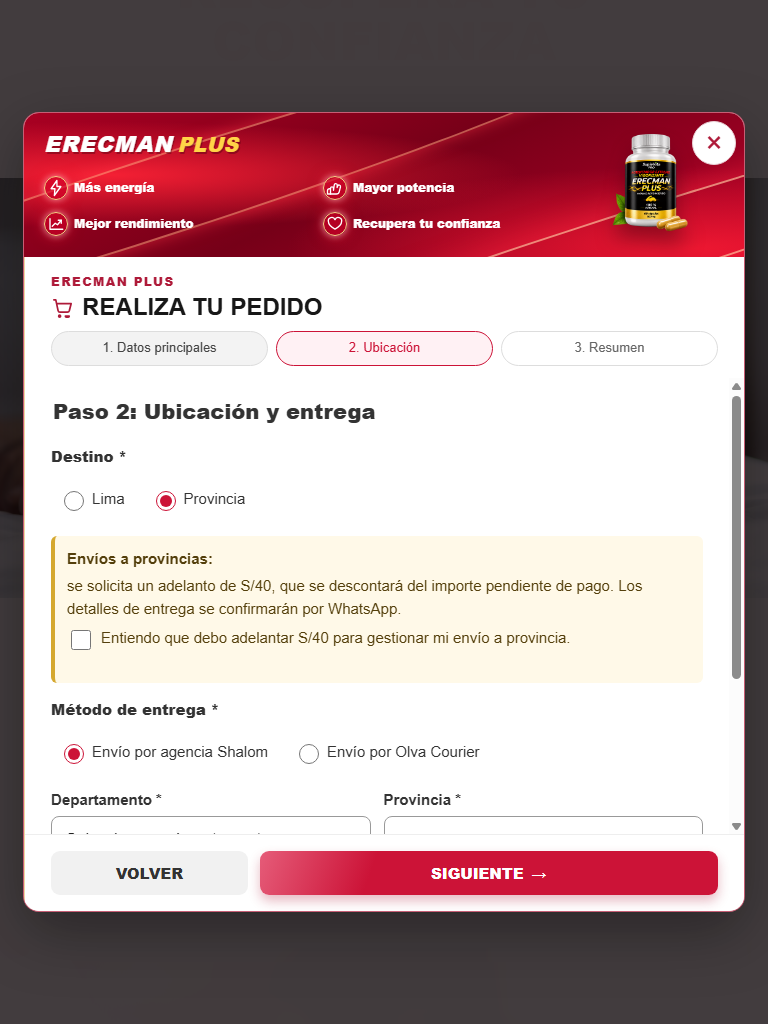 ERECMAN PLUS
Más energía
Mayor potencia
Mejor rendimiento
Recupera tu confianza
ERECMAN
PLUS
ERECMAN PLUS
REALIZA TU PEDIDO
1. Datos principales
2. Ubicación
3. Resumen
Paso 2: Ubicación y entrega
Destino *
Lima
Provincia
Envíos a provincias:
se solicita un adelanto de S/40, que se descontará del importe pendiente de pago. Los
detalles de entrega se confirmarán por WhatsApp.
Entiendo que debo adelantar S/40 para gestionar mi envío a provincia.
Método de entrega *
Envío por agencia Shalom
Envío por Olva Courier
Departamento *
Provincia *
VOLVER
SIGUIENTE →